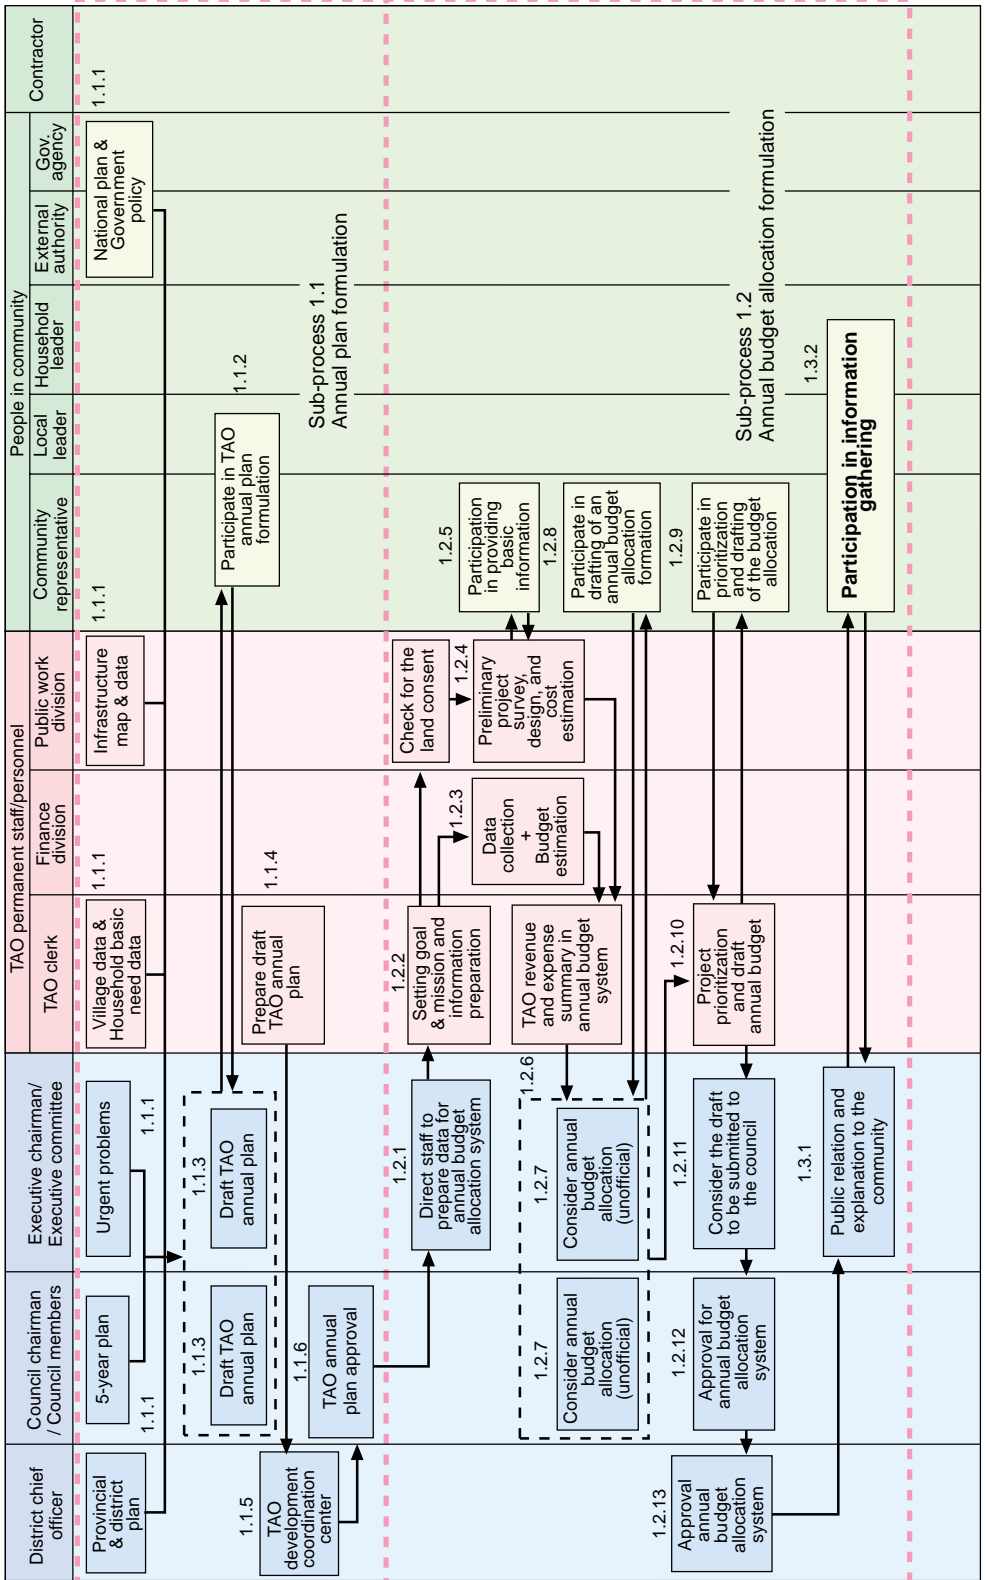 TAO permanent staff/personnel
People in community
District chief
officer
Council chairman
/ Council members
Executive chairman/
Executive committee
TAO clerk
Finance
division
Public work
division
Community
representative
Local
leader
Household
leader
External
authority
Gov.
agency
Contractor
Provincial
& district
plan
1.1.1
5-year plan
Urgent problems
1.1.1
Village data &
Household basic
need data
1.1.1
Infrastructure
map & data
1.1.1
National plan &
Government
policy
1.1.1
1.1.3
Draft TAO
annual plan
1.1.3
Draft TAO
annual plan
Participate in TAO
annual plan
formulation
1.1.2
Prepare draft
TAO annual
plan
1.1.4
1.1.5
TAO
development
coordination
center
1.1.6
TAO annual
plan approval
Sub-process 1.1
Annual plan formulation
1.2.1
Direct staff to
prepare data for
annual budget
allocation system
1.2.2
Setting goal
& mission and
information
preparation
1.2.3
Data
collection
+
Budget
estimation
Check for the
land consent
1.2.4
Preliminary
project
survey,
design, and
cost
estimation
1.2.5
Participation
in providing
basic
information
1.2.6
TAO revenue
and expense
summary in
annual budget
system
1.2.7
Consider annual
budget
allocation
(unofficial)
1.2.7
Consider annual
budget
allocation
(unofficial)
1.2.8
Participate in
drafting of an
annual budget
allocation
formation
1.2.9
Participate in
prioritization
and drafting
of the budget
allocation
1.2.10
Project
prioritization
and draft
annual budget
1.2.11
Consider the draft
to be submitted to
the council
1.2.12
Approval for
annual budget
allocation
system
1.2.13
Approval
annual
budget
allocation
system
Sub-process 1.2
Annual budget allocation formulation
1.3.1
Public relation and
explanation to the
community
1.3.2
Participation in information
gathering